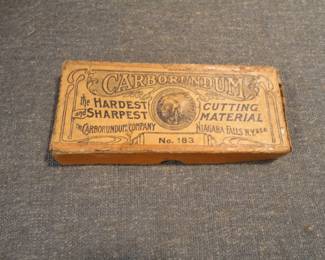 CARBORUNDUM
the HARDEST CUTTING
and SHARPEST MATERIAL
THE CARBORUNDUM COMPANY NIAGARA FALLS N.Y. U.S.A.
No. 183